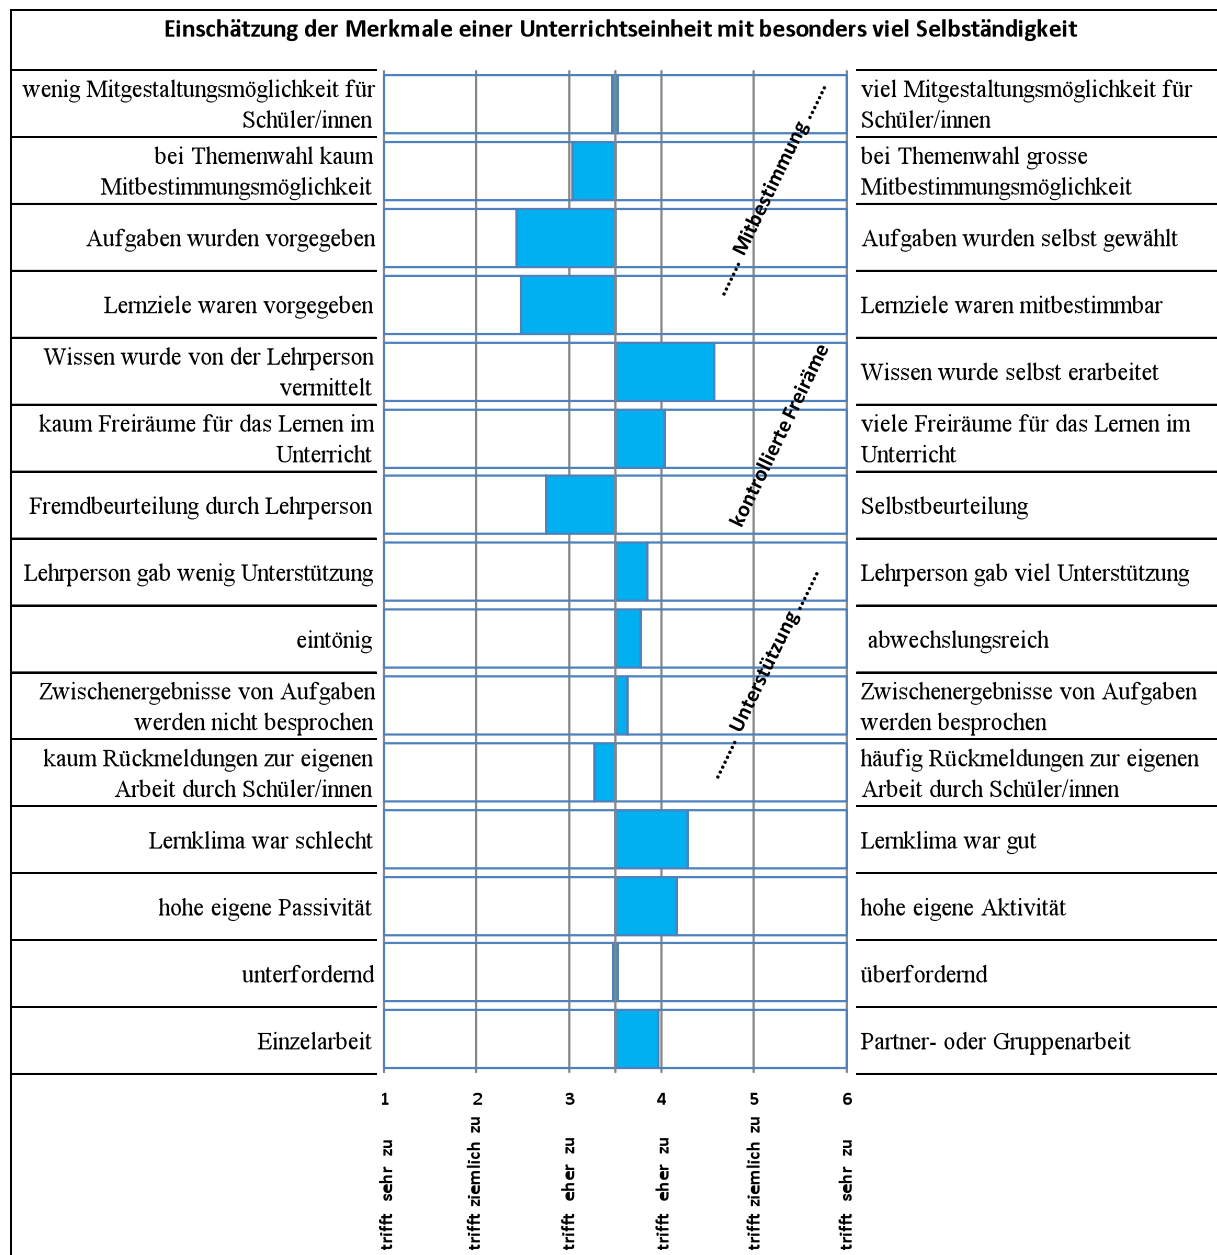 Einschätzung der Merkmale einer Unterrichtseinheit mit besonders viel Selbständigkeit
wenig Mitgestaltungsmöglichkeit für
Schüler/innen
viel Mitgestaltungsmöglichkeit für
Schüler/innen
bei Themenwahl kaum
Mitbestimmungsmöglichkeit
bei Themenwahl grosse
Mitbestimmungsmöglichkeit
Aufgaben wurden vorgegeben
Aufgaben wurden selbst gewählt
Lernziele waren vorgegeben
Lernziele waren mitbestimmbar
Mitbestimmung
Wissen wurde von der Lehrperson
vermittelt
Wissen wurde selbst erarbeitet
kaum Freiräume für das Lernen im
Unterricht
viele Freiräume für das Lernen im
Unterricht
Fremdbeurteilung durch Lehrperson
Selbstbeurteilung
kontrollierte Freiräme
Lehrperson gab wenig Unterstützung
Lehrperson gab viel Unterstützung
eintönig
abwechslungsreich
Zwischenergebnisse von Aufgaben
werden nicht besprochen
Zwischenergebnisse von Aufgaben
werden besprochen
kaum Rückmeldungen zur eigenen
Arbeit durch Schüler/innen
häufig Rückmeldungen zur eigenen
Arbeit durch Schüler/innen
Unterstützung
Lernklima war schlecht
Lernklima war gut
hohe eigene Passivität
hohe eigene Aktivität
unterfordernd
überfordernd
Einzelarbeit
Partner- oder Gruppenarbeit
1 2 3 4 5 6
trifft sehr zu
trifft ziemlich zu
trifft eher zu
trifft eher zu
trifft ziemlich zu
trifft sehr zu